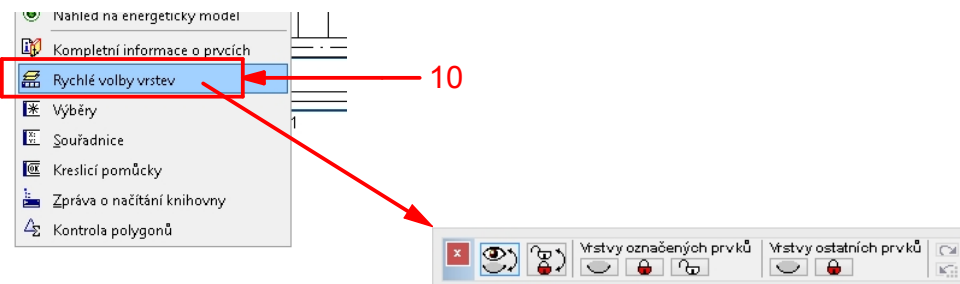 Náhled na energetický model
Kompletní informace o prvcích
Rychlé volby vrstev
10
Výběry
1
Souřadnice
Kreslicí pomůcky
Zpráva o načítání knihovny
Kontrola polygonů
x
Vrstvy označených prvků
Vrstvy ostatních prvků